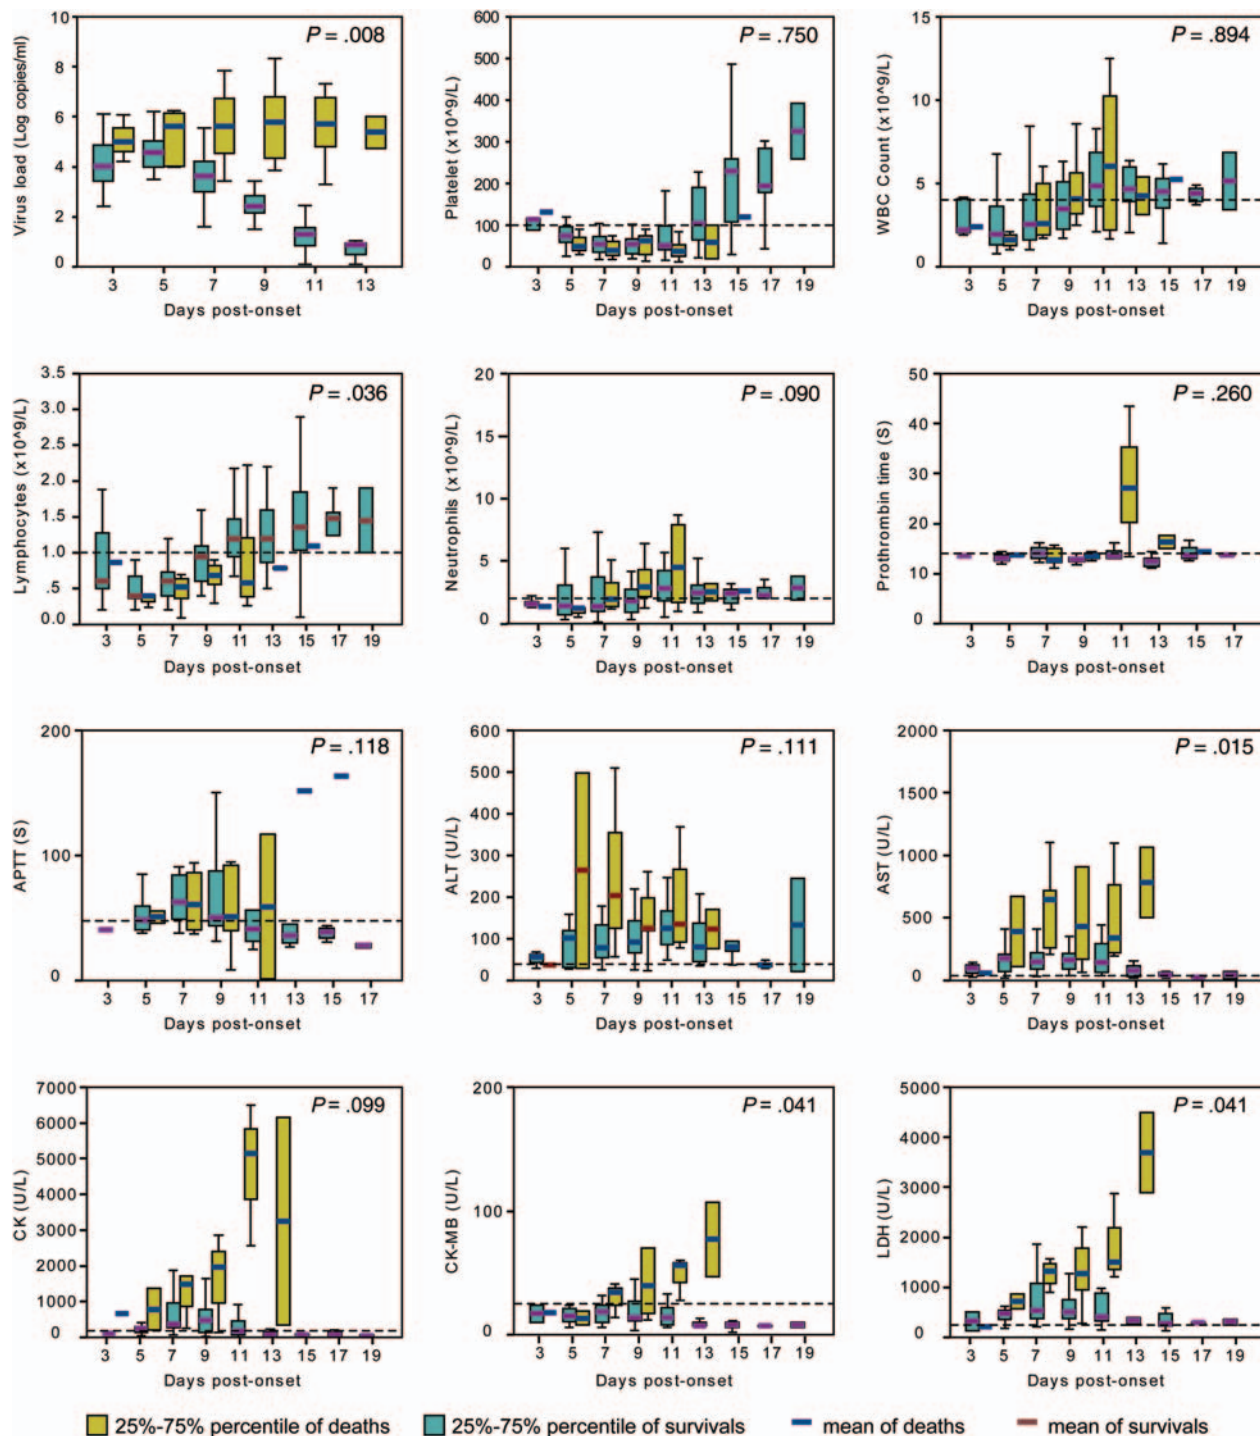 P = .008
Virus load (Log copies/ml)
10
8
6
4
2
0
3 5 7 9 11 13
Days post-onset
P = .750
Platelet (x10^9/L)
600
500
400
300
200
100
0
3 5 7 9 11 13 15 17 19
Days post-onset
P = .894
WBC Count (x10^9/L)
15
10
5
0
3 5 7 9 11 13 15 17 19
Days post-onset
P = .036
Lymphocytes (x10^9/L)
3.5
3.0
2.5
2.0
1.5
1.0
0.5
0.0
3 5 7 9 11 13 15 17 19
Days post-onset
P = .090
Neutrophils (x10^9/L)
20
15
10
5
0
3 5 7 9 11 13 15 17 19
Days post-onset
P = .260
Prothrombin time (S)
50
40
30
20
10
0
3 5 7 9 11 13 15 17
Days post-onset
P = .118
APTT (S)
200
100
0
3 5 7 9 11 13 15 17
Days post-onset
P = .111
ALT (U/L)
600
500
400
300
200
100
0
3 5 7 9 11 13 15 17 19
Days post-onset
P = .015
AST (U/L)
2000
1500
1000
500
0
3 5 7 9 11 13 15 17 19
Days post-onset
P = .099
CK (U/L)
7000
6000
5000
4000
3000
2000
1000
0
3 5 7 9 11 13 15 17 19
Days post-onset
P = .041
CK-MB (U/L)
200
100
0
3 5 7 9 11 13 15 17 19
Days post-onset
P = .041
LDH (U/L)
5000
4000
3000
2000
1000
0
3 5 7 9 11 13 15 17 19
Days post-onset
25%-75% percentile of deaths 25%-75% percentile of survivals mean of deaths mean of survivals